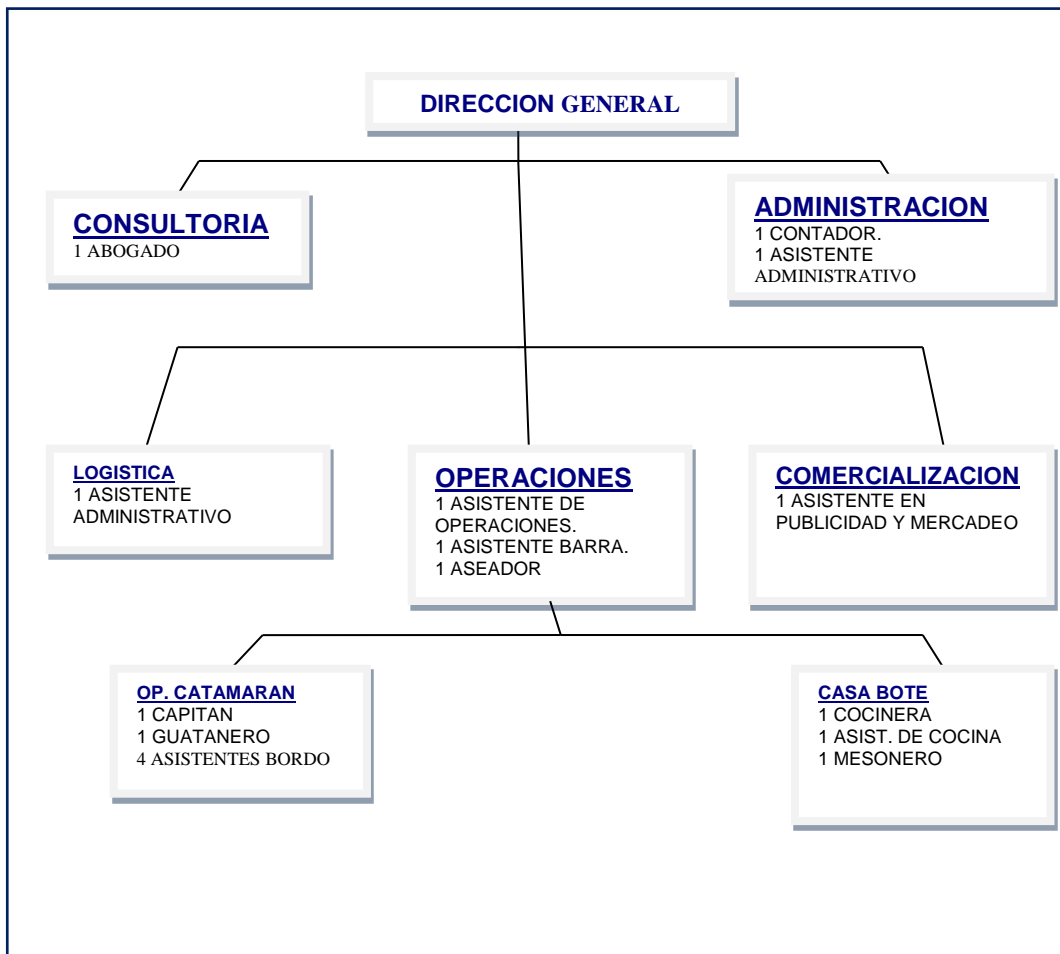 DIRECCION GENERAL
CONSULTORIA
1 ABOGADO
ADMINISTRACION
1 CONTADOR.
1 ASISTENTE
ADMINISTRATIVO
LOGISTICA
1 ASISTENTE
ADMINISTRATIVO
OPERACIONES
1 ASISTENTE DE
OPERACIONES.
1 ASISTENTE BARRA.
1 ASEADOR
COMERCIALIZACION
1 ASISTENTE EN
PUBLICIDAD Y MERCADEO
OP. CATAMARAN
1 CAPITAN
1 GUATANERO
4 ASISTENTES BORDO
CASA BOTE
1 COCINERA
1 ASIST. DE COCINA
1 MESONERO